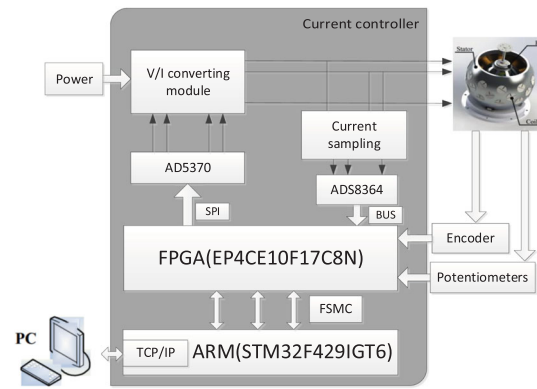 Current controller
Power
V/I converting
module
Stator
Current
sampling
AD5370
ADS8364
SPI
BUS
FPGA(EP4CE10F17C8N)
Encoder
Potentiometers
FSMC
PC
TCP/IP
ARM(STM32F429IGT6)